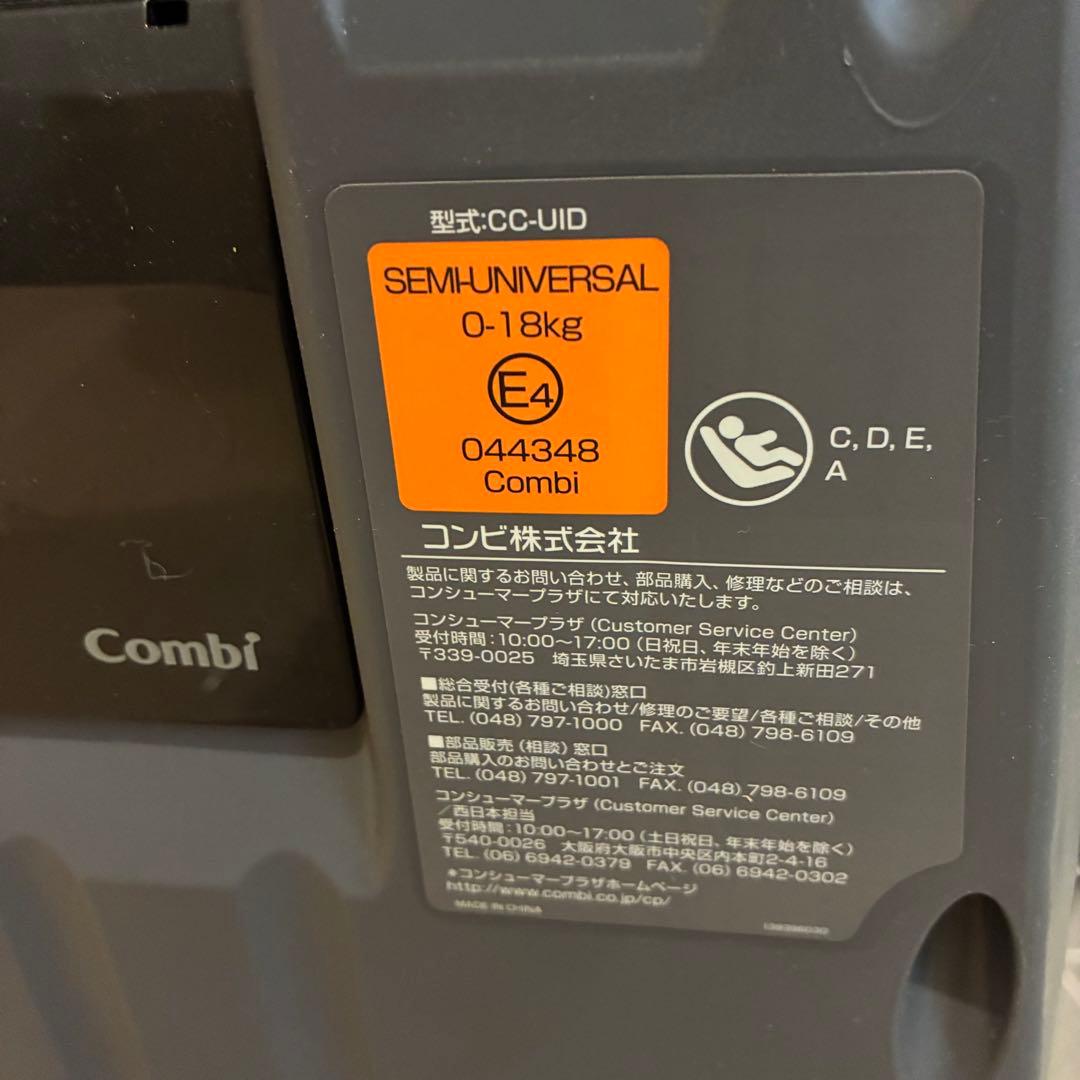 型式:CC-UID
SEMI-UNIVERSAL
0-18kg
E4
044348
Combi
C, D, E,
A
コンビ株式会社
製品に関するお問い合わせ、部品購入、修理などのご相談は、
コンシューマープラザにて対応いたします。
コンシューマープラザ (Customer Service Center)
受付時間:10:00~17:00 (日祝日、年末年始を除く)
〒339-0025 埼玉県さいたま市岩槻区釣上新田271
■総合受付(各種ご相談)窓口
製品に関するお問い合わせ/修理のご要望/各種ご相談/その他
TEL. (048) 797-1000 FAX. (048) 798-6109
■部品販売(相談)窓口
部品購入のお問い合わせとご注文
TEL. (048) 797-1001 FAX. (048) 798-6109
コンシューマープラザ (Customer Service Center)
/西日本担当
受付時間:10:00~17:00 (土日祝日、年末年始を除く)
〒540-0026 大阪府大阪市中央区内本町2-4-16
TEL. (06) 6942-0379 FAX. (06) 6942-0302
*コンシューマープラザホームページ
http://www.combi.co.jp/cp/
MADE IN CHINA
Combi